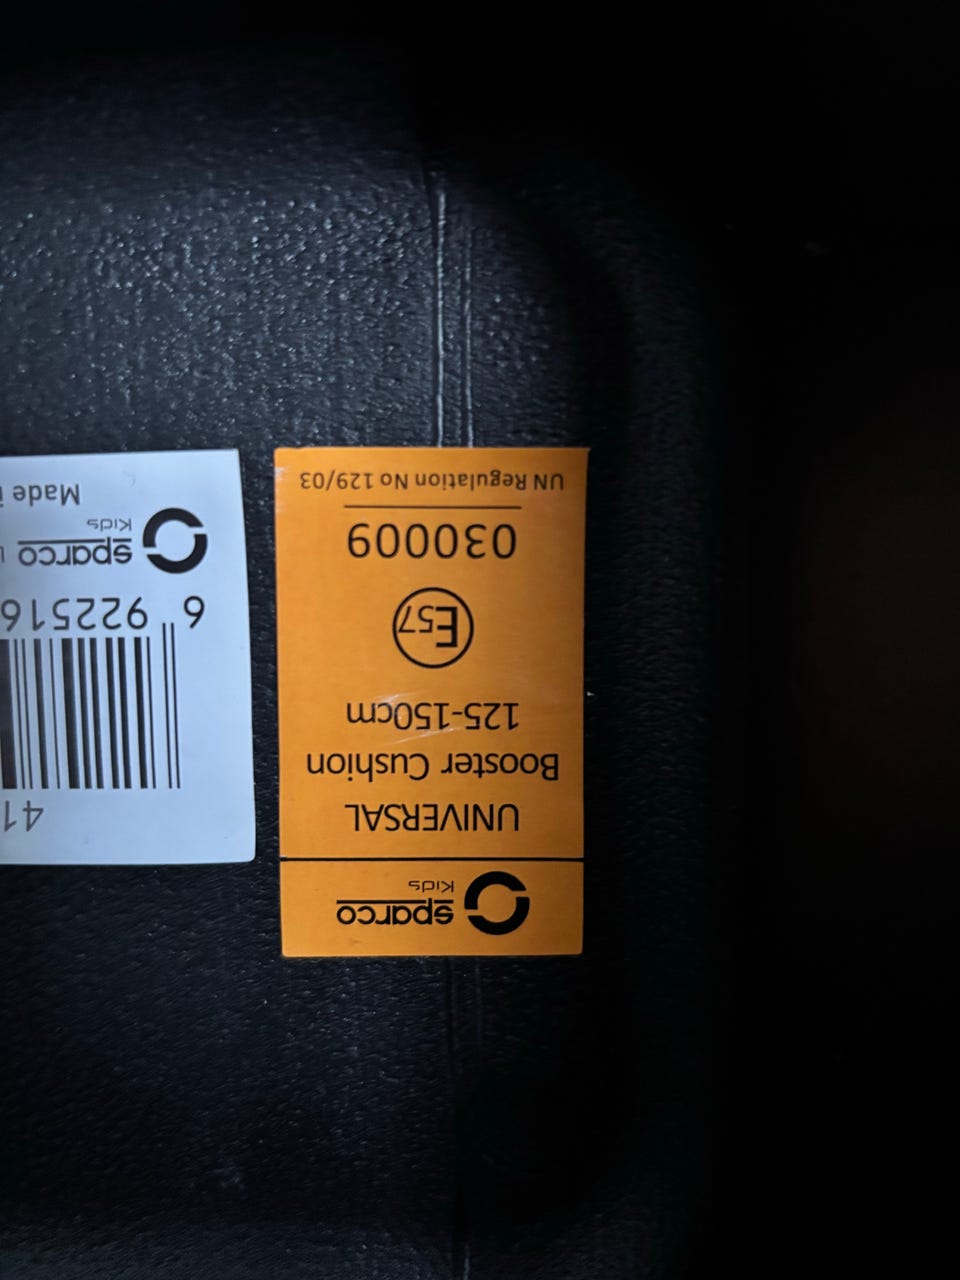 sparco
Kids
UNIVERSAL
Booster Cushion
125-150cm
E57
030009
UN Regulation No 129/03
41
6 922516
sparco
Kids
Made